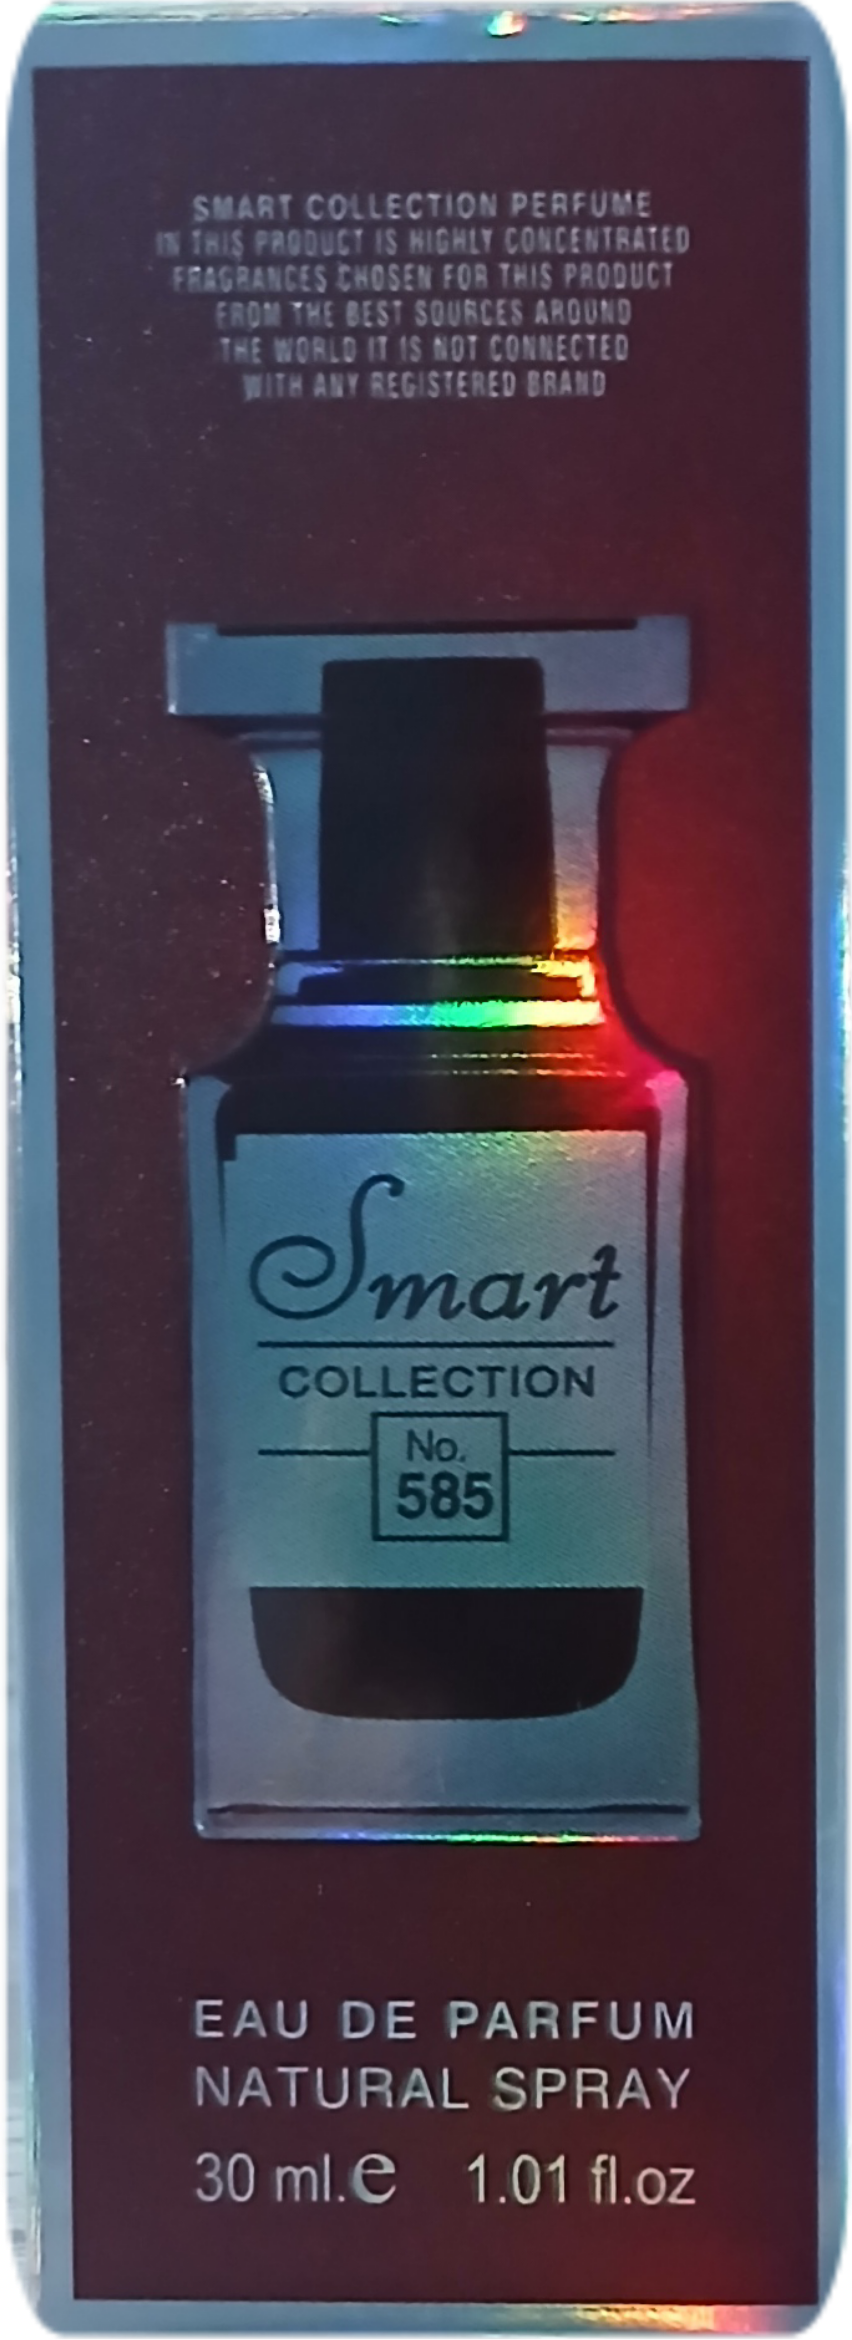 SMART COLLECTION PERFUME
IN THIS PRODUCT IS HIGHLY CONCENTRATED
FRAGRANCES CHOSEN FOR THIS PRODUCT
FROM THE BEST SOURCES AROUND
THE WORLD IT IS NOT CONNECTED
WITH ANY REGISTERED BRAND
Smart
COLLECTION
No.
585
EAU DE PARFUM
NATURAL SPRAY
30 ml.e 1.01 fl.oz